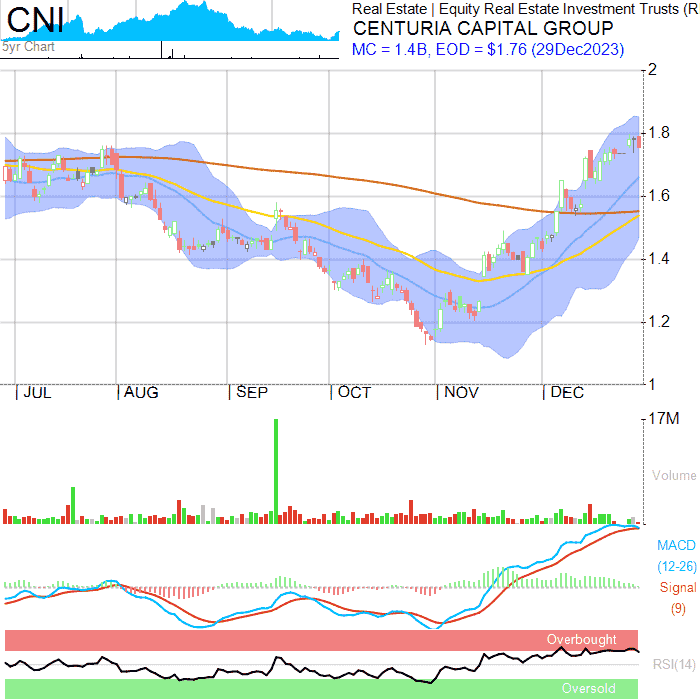 CNI
5yr Chart
Real Estate | Equity Real Estate Investment Trusts (R
CENTURIA CAPITAL GROUP
MC = 1.4B, EOD = $1.76 (29Dec2023)
2
1.8
1.6
1.4
1.2
1
JUL AUG SEP OCT NOV DEC
17M
Volume
MACD
(12-26)
Signal
(9)
Overbought
RSI(14)
Oversold